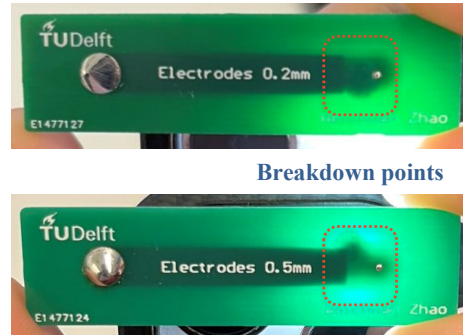 TUDelft
Electrodes 0.2mm
E1477127
Zhao
Breakdown points
TUDelft
Electrodes 0.5mm
E1477124
Zhao